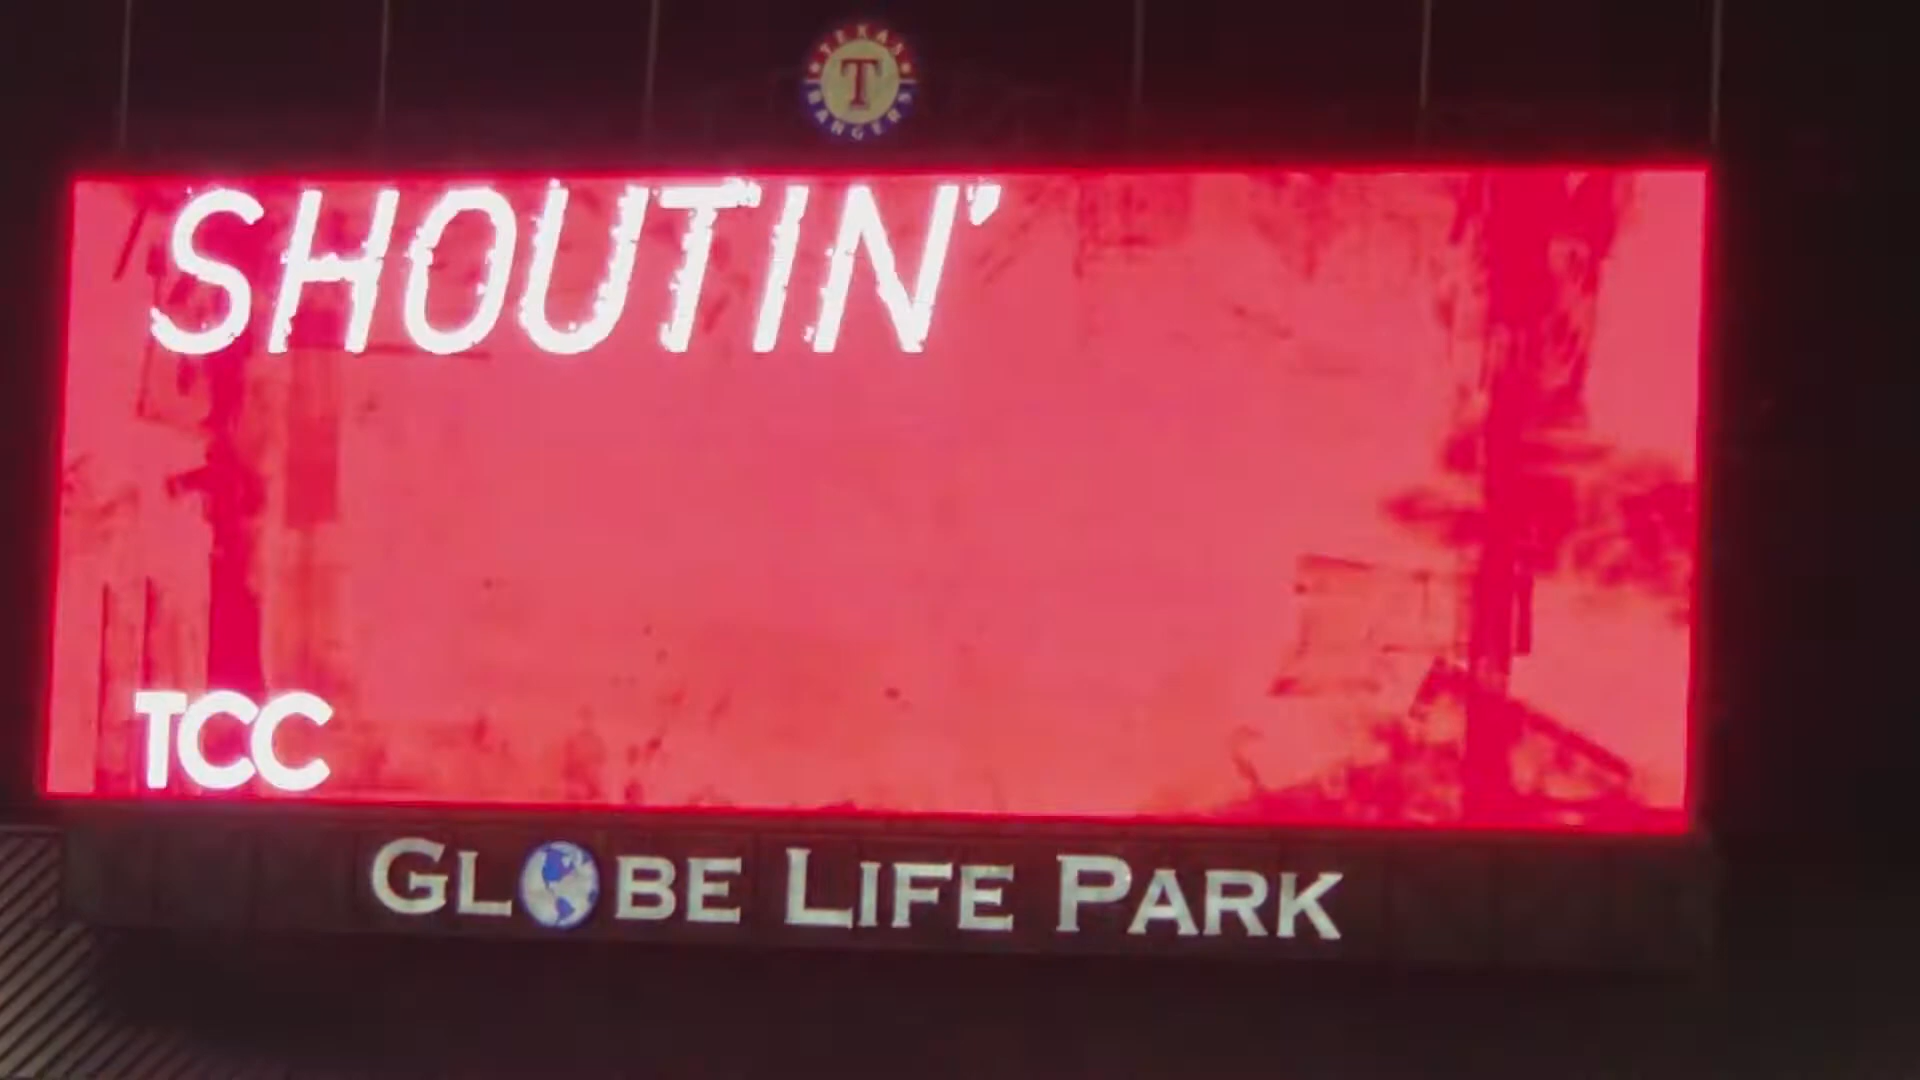 TEXAS
T
RANGERS
SHOUTIN'
TCC
GLOBE LIFE PARK